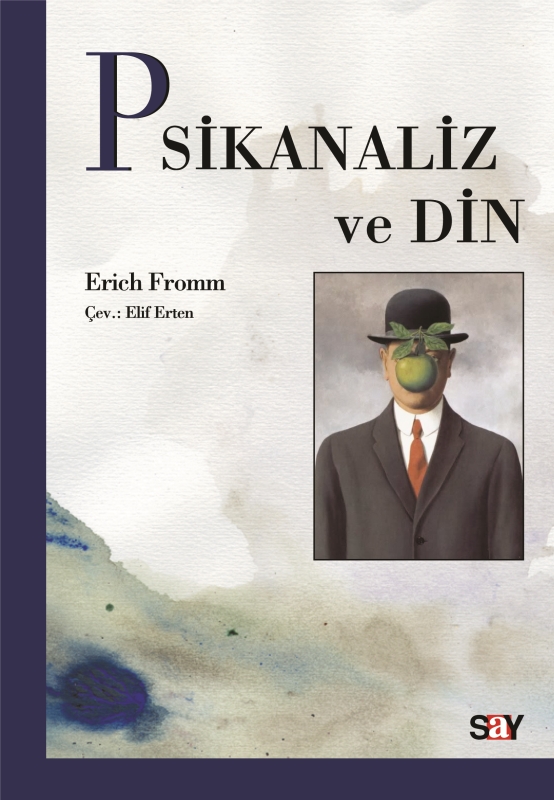 PSİKANALİZ
ve DİN
Erich Fromm
Çev.: Elif Erten
SaY